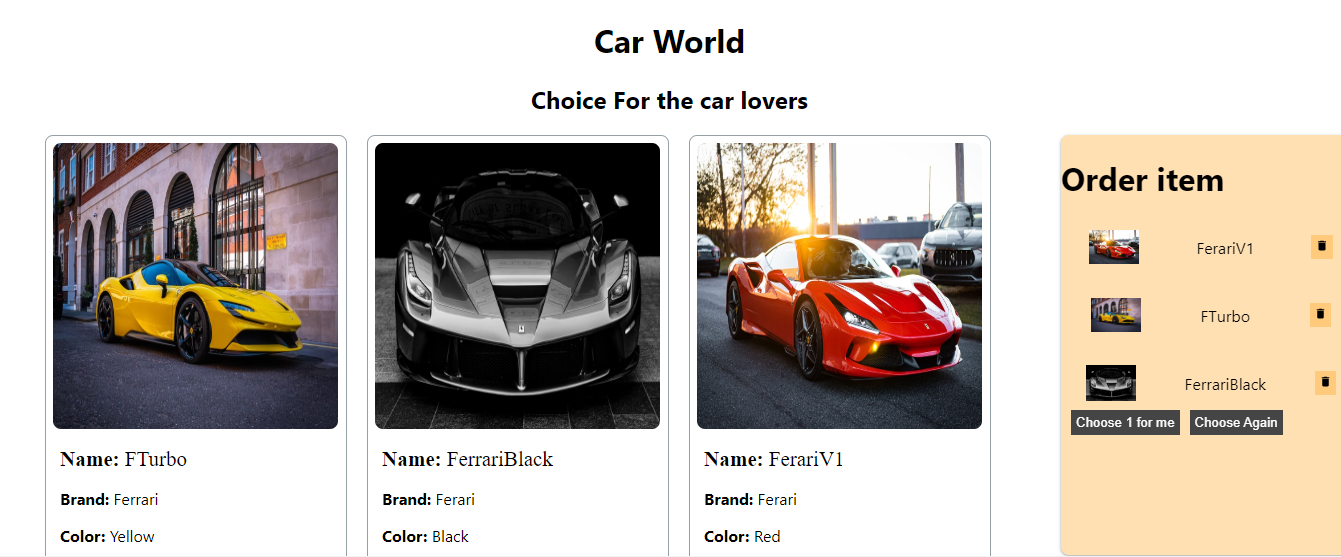 Car World
Choice For the car lovers
Name: FTurbo
Brand: Ferrari
Color: Yellow
Name: FerrariBlack
Brand: Ferari
Color: Black
Name: FerariV1
Brand: Ferari
Color: Red
Order item
FerariV1
FTurbo
FerrariBlack
Choose 1 for me
Choose Again